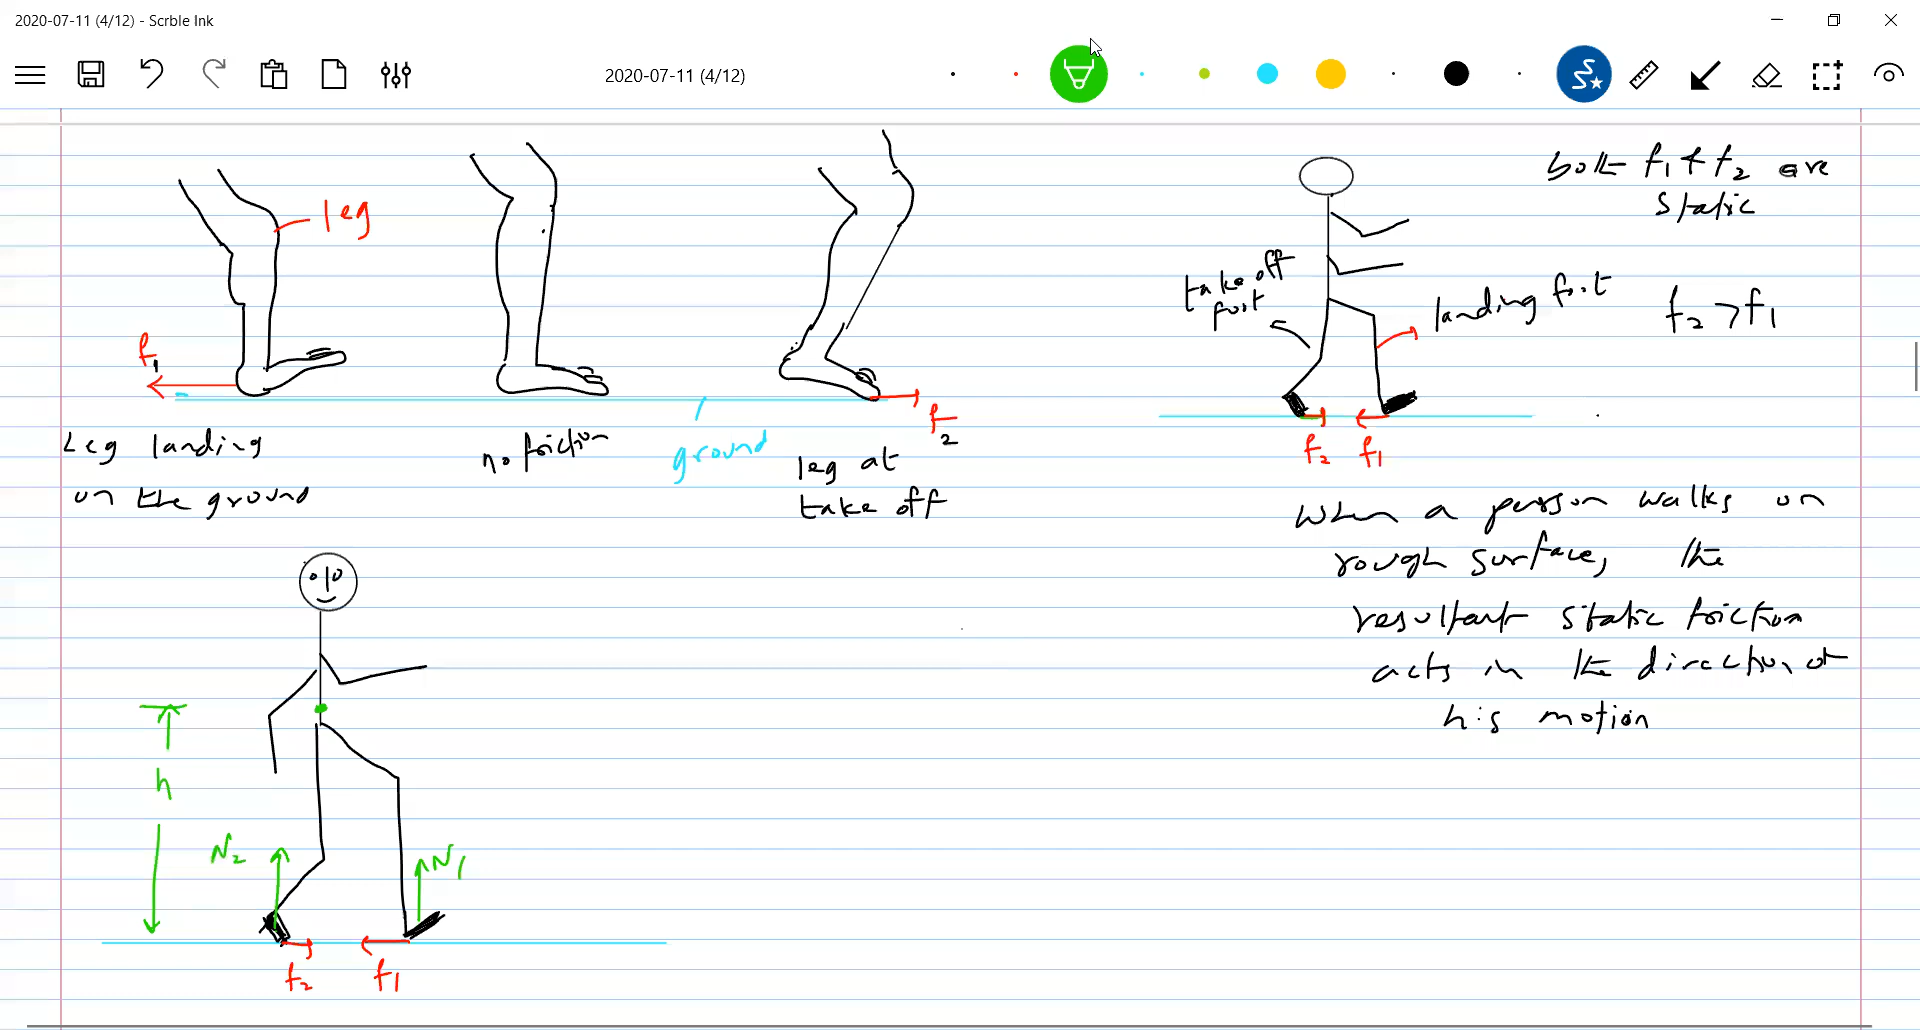 2020-07-11 (4/12) - Scrble Ink
2020-07-11 (4/12)
leg
f1
Leg landing
on the ground
no friction
ground
f2
leg at
take off
both f1 & f2 are
static
take off
foot
landing foot
f2 > f1
f2 f1
When a person walks on
rough surface, the
resultant static friction
acts in the direction of
his motion
h
N2
N1
f2 f1